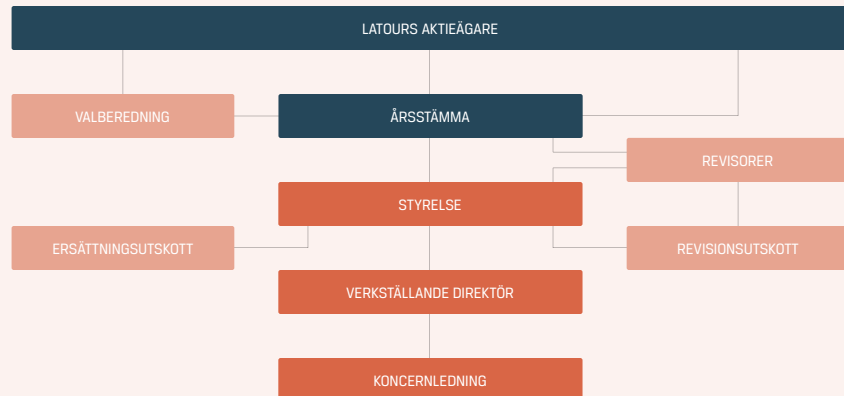 LATOURS AKTIEÄGARE
VALBEREDNING
ÅRSSTÄMMA
REVISORER
STYRELSE
ERSÄTTNINGSUTSKOTT
REVISIONSUTSKOTT
VERKSTÄLLANDE DIREKTÖR
KONCERNLEDNING